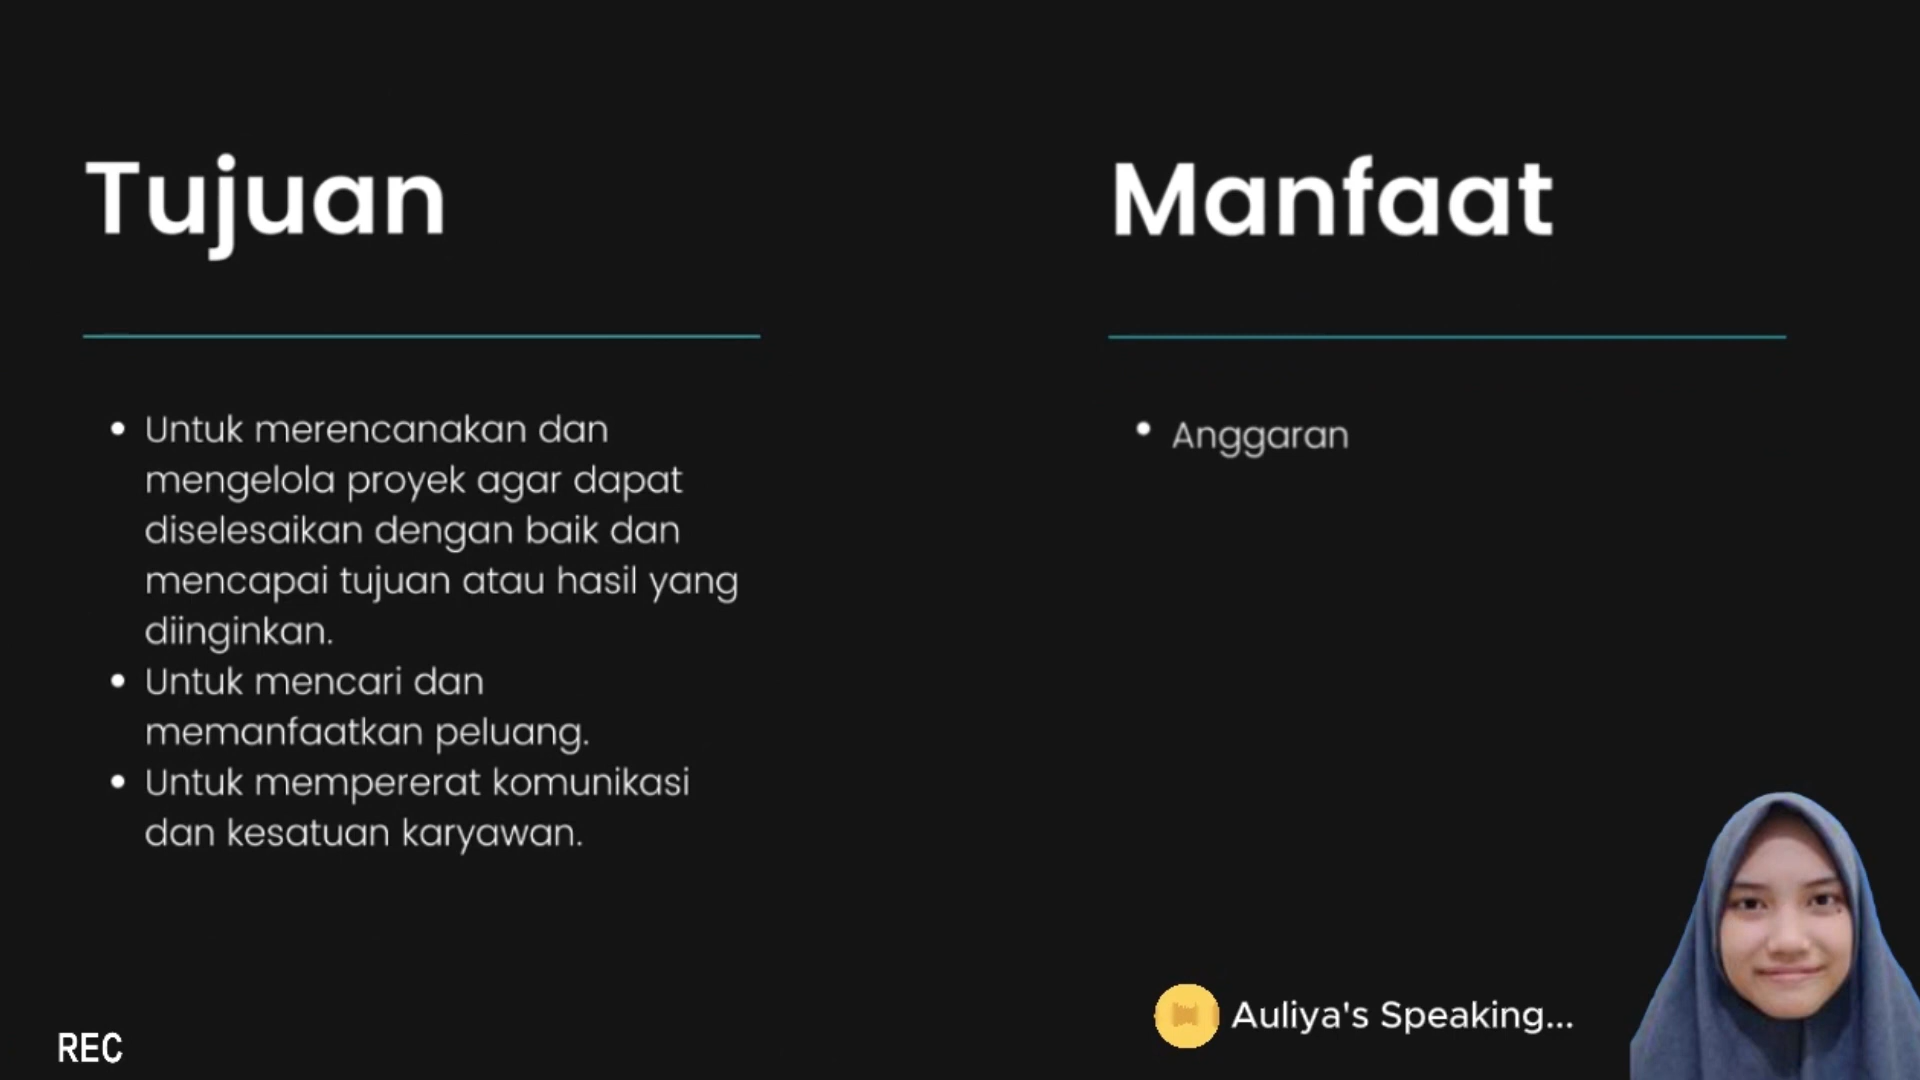 Tujuan
Untuk merencanakan dan
mengelola proyek agar dapat
diselesaikan dengan baik dan
mencapai tujuan atau hasil yang
diinginkan.
Untuk mencari dan
memanfaatkan peluang.
Untuk mempererat komunikasi
dan kesatuan karyawan.
Manfaat
Anggaran
Auliya's Speaking...
REC